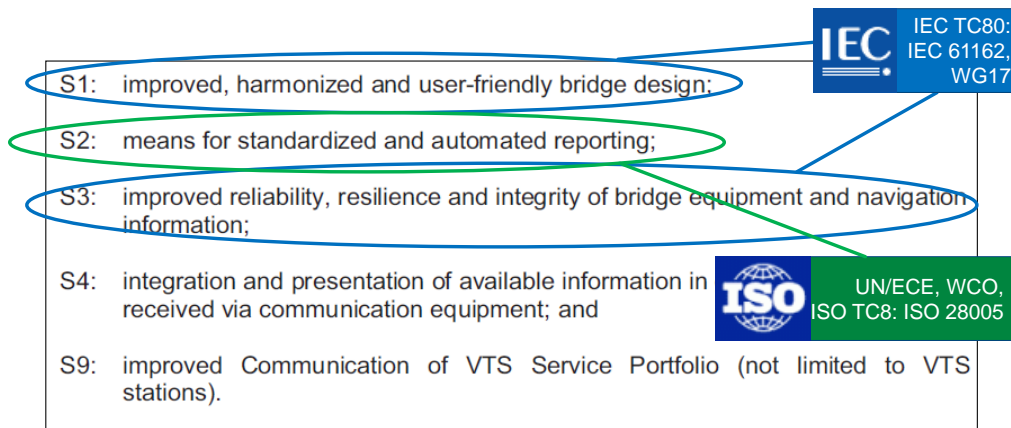 IEC
IEC TC80:
IEC 61162,
WG17
S1: improved, harmonized and user-friendly bridge design;
S2: means for standardized and automated reporting;
S3: improved reliability, resilience and integrity of bridge equipment and navigation
information;
S4: integration and presentation of available information in
received via communication equipment; and
ISO
UN/ECE, WCO,
ISO TC8: ISO 28005
S9: improved Communication of VTS Service Portfolio (not limited to VTS
stations).